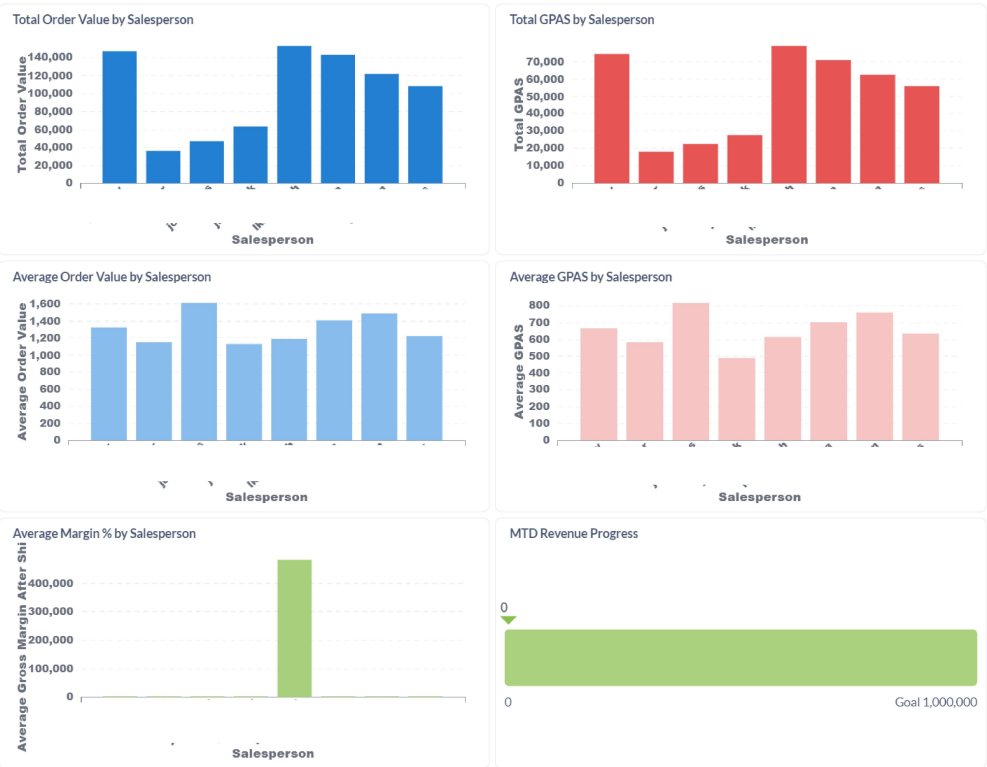 Total Order Value by Salesperson
Total Order Value
140,000
120,000
100,000
80,000
60,000
40,000
20,000
0
Salesperson
Total GPAS by Salesperson
Total GPAS
70,000
60,000
50,000
40,000
30,000
20,000
10,000
0
Salesperson
Average Order Value by Salesperson
Average Order Value
1,600
1,400
1,200
1,000
800
600
400
200
0
Salesperson
Average GPAS by Salesperson
Average GPAS
800
700
600
500
400
300
200
100
0
Salesperson
Average Margin % by Salesperson
Average Gross Margin After Shi
400,000
300,000
200,000
100,000
0
Salesperson
MTD Revenue Progress
0
0
Goal 1,000,000